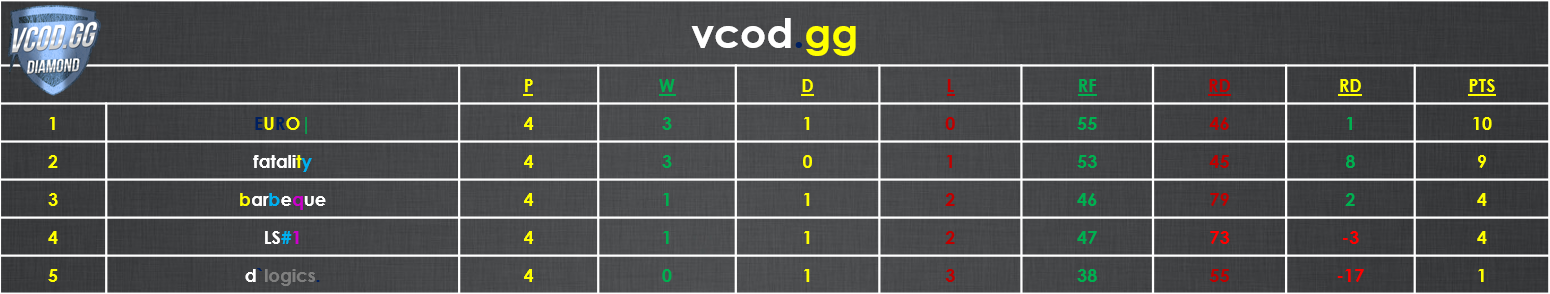 VCOD.GG
DIAMOND
vcod.gg
P W D L RF RD RD PTS
1 EURO| 4 3 1 0 55 46 1 10
2 fatality 4 3 0 1 53 45 8 9
3 barbeque 4 1 1 2 46 79 2 4
4 LS#1 4 1 1 2 47 73 -3 4
5 d`logics. 4 0 1 3 38 55 -17 1